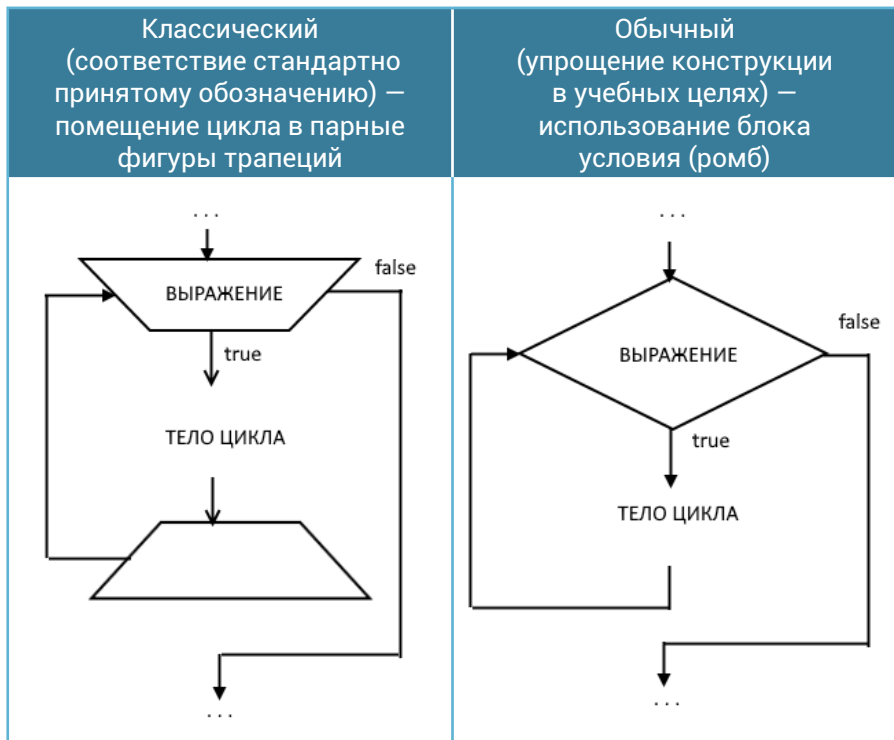 Классический
(соответствие стандартно
принятому обозначению) —
помещение цикла в парные
фигуры трапеций
Обычный
(упрощение конструкции
в учебных целях) —
использование блока
условия (ромб)
. . .
ВЫРАЖЕНИЕ
false
true
ТЕЛО ЦИКЛА
. . .
. . .
ВЫРАЖЕНИЕ
false
true
ТЕЛО ЦИКЛА
. . .